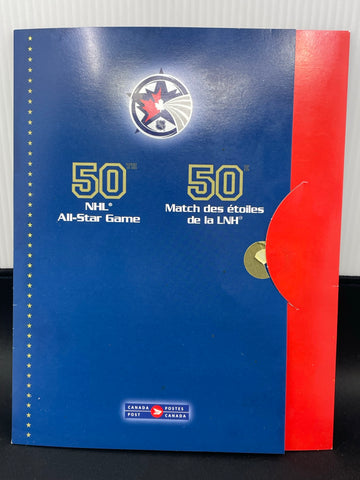 50TH
NHL®
All-Star Game
50E
Match des étoiles
de la LNH®
CANADA POSTES
POST CANADA